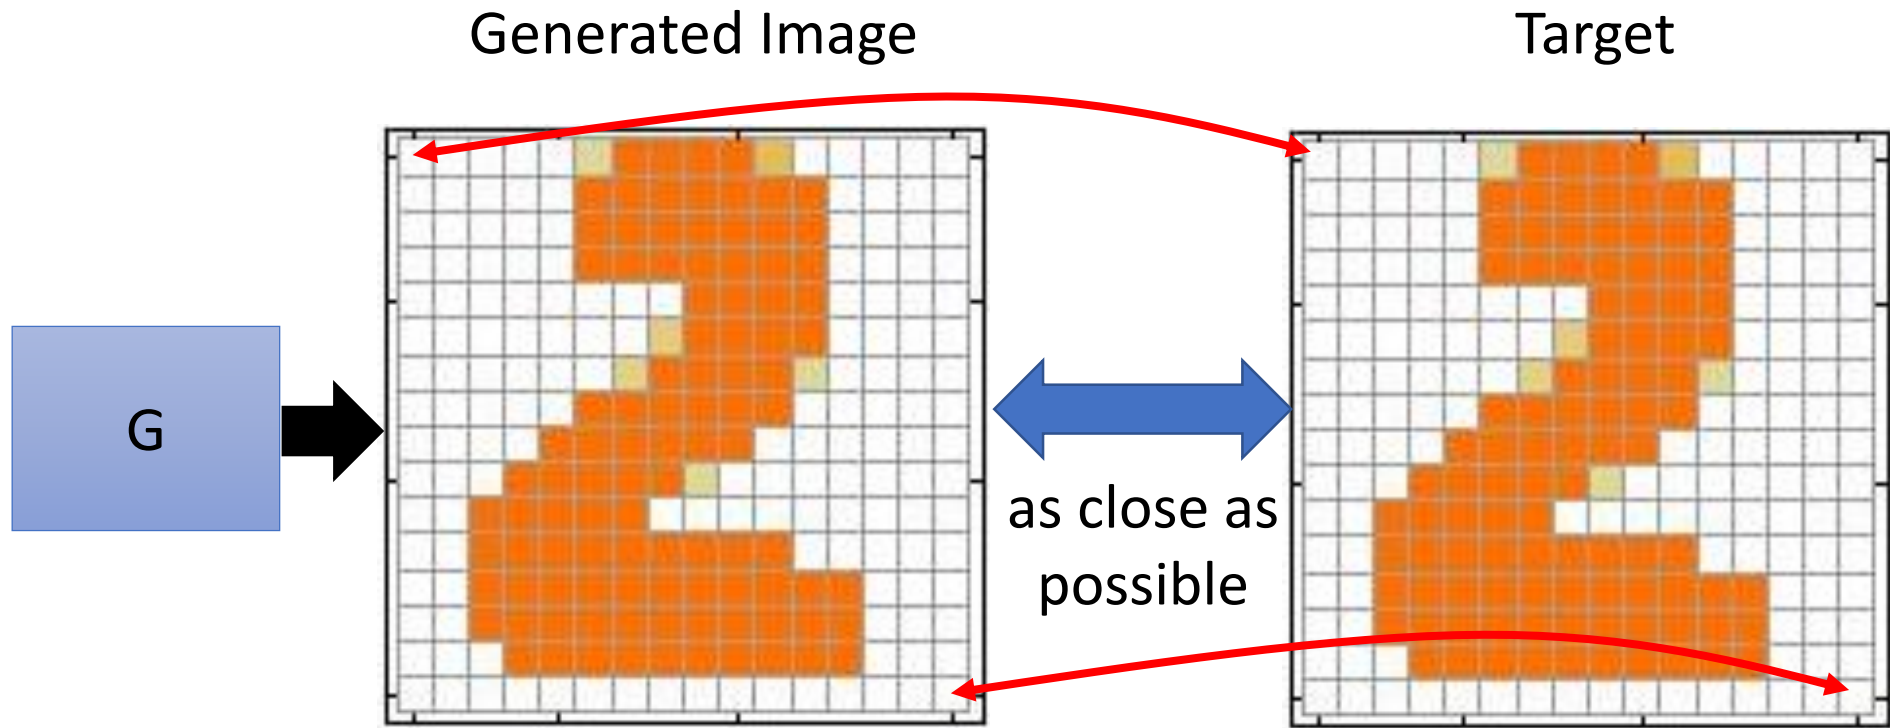 Generated Image
Target
G
as close as
possible